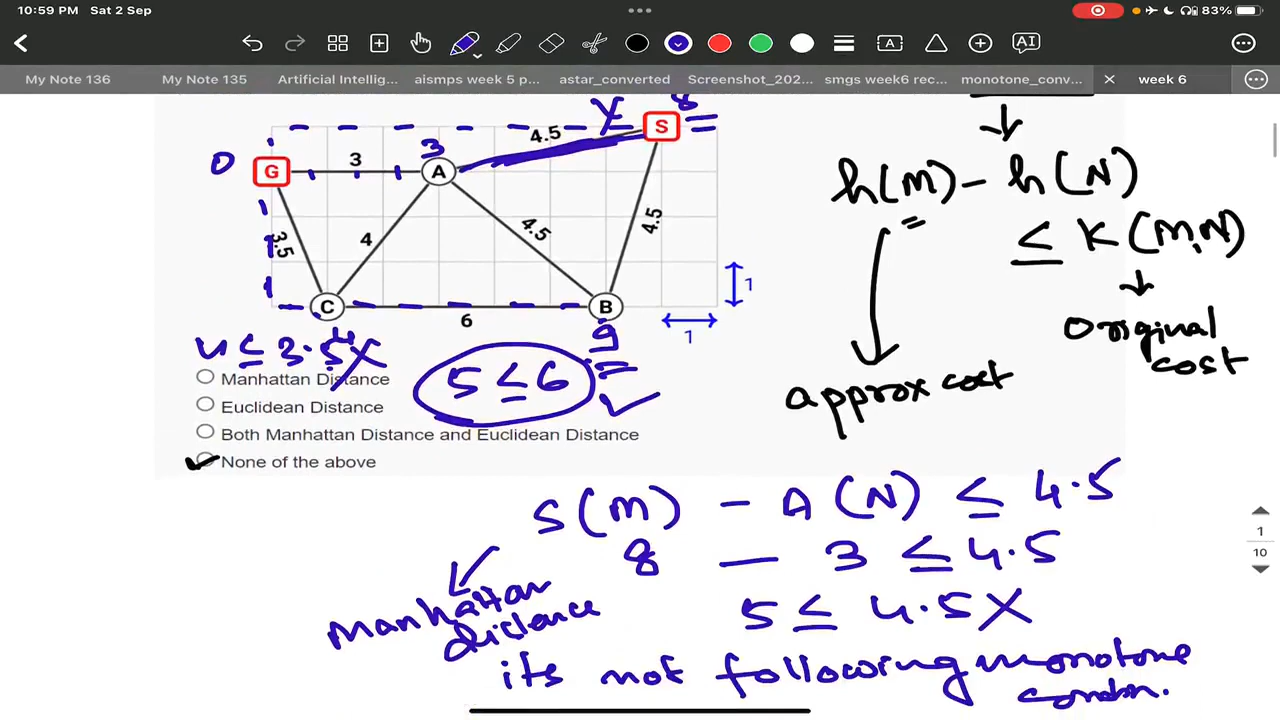 10:59 PM Sat 2 Sep
83%
A
AI
My Note 136
My Note 135
Artificial Intellig...
aismps week 5 p...
astar_converted
Screenshot_202...
smgs week6 rec...
monotone_conv...
week 6
8
X
S
4.5
3
0
G
3
A
3.5
4
4.5
4.5
C
B
6
9
1
1
4 ≤ 3.5 X
5 ≤ 6
Manhattan Distance
Euclidean Distance
Both Manhattan Distance and Euclidean Distance
None of the above
h(M) - h(N)
≤ K(M,N)
original
cost
approx cost
S(M) - A(N) ≤ 4.5
8 - 3 ≤ 4.5
manhattan
distance
5 ≤ 4.5 X
its not following monotone
condn.
1
10